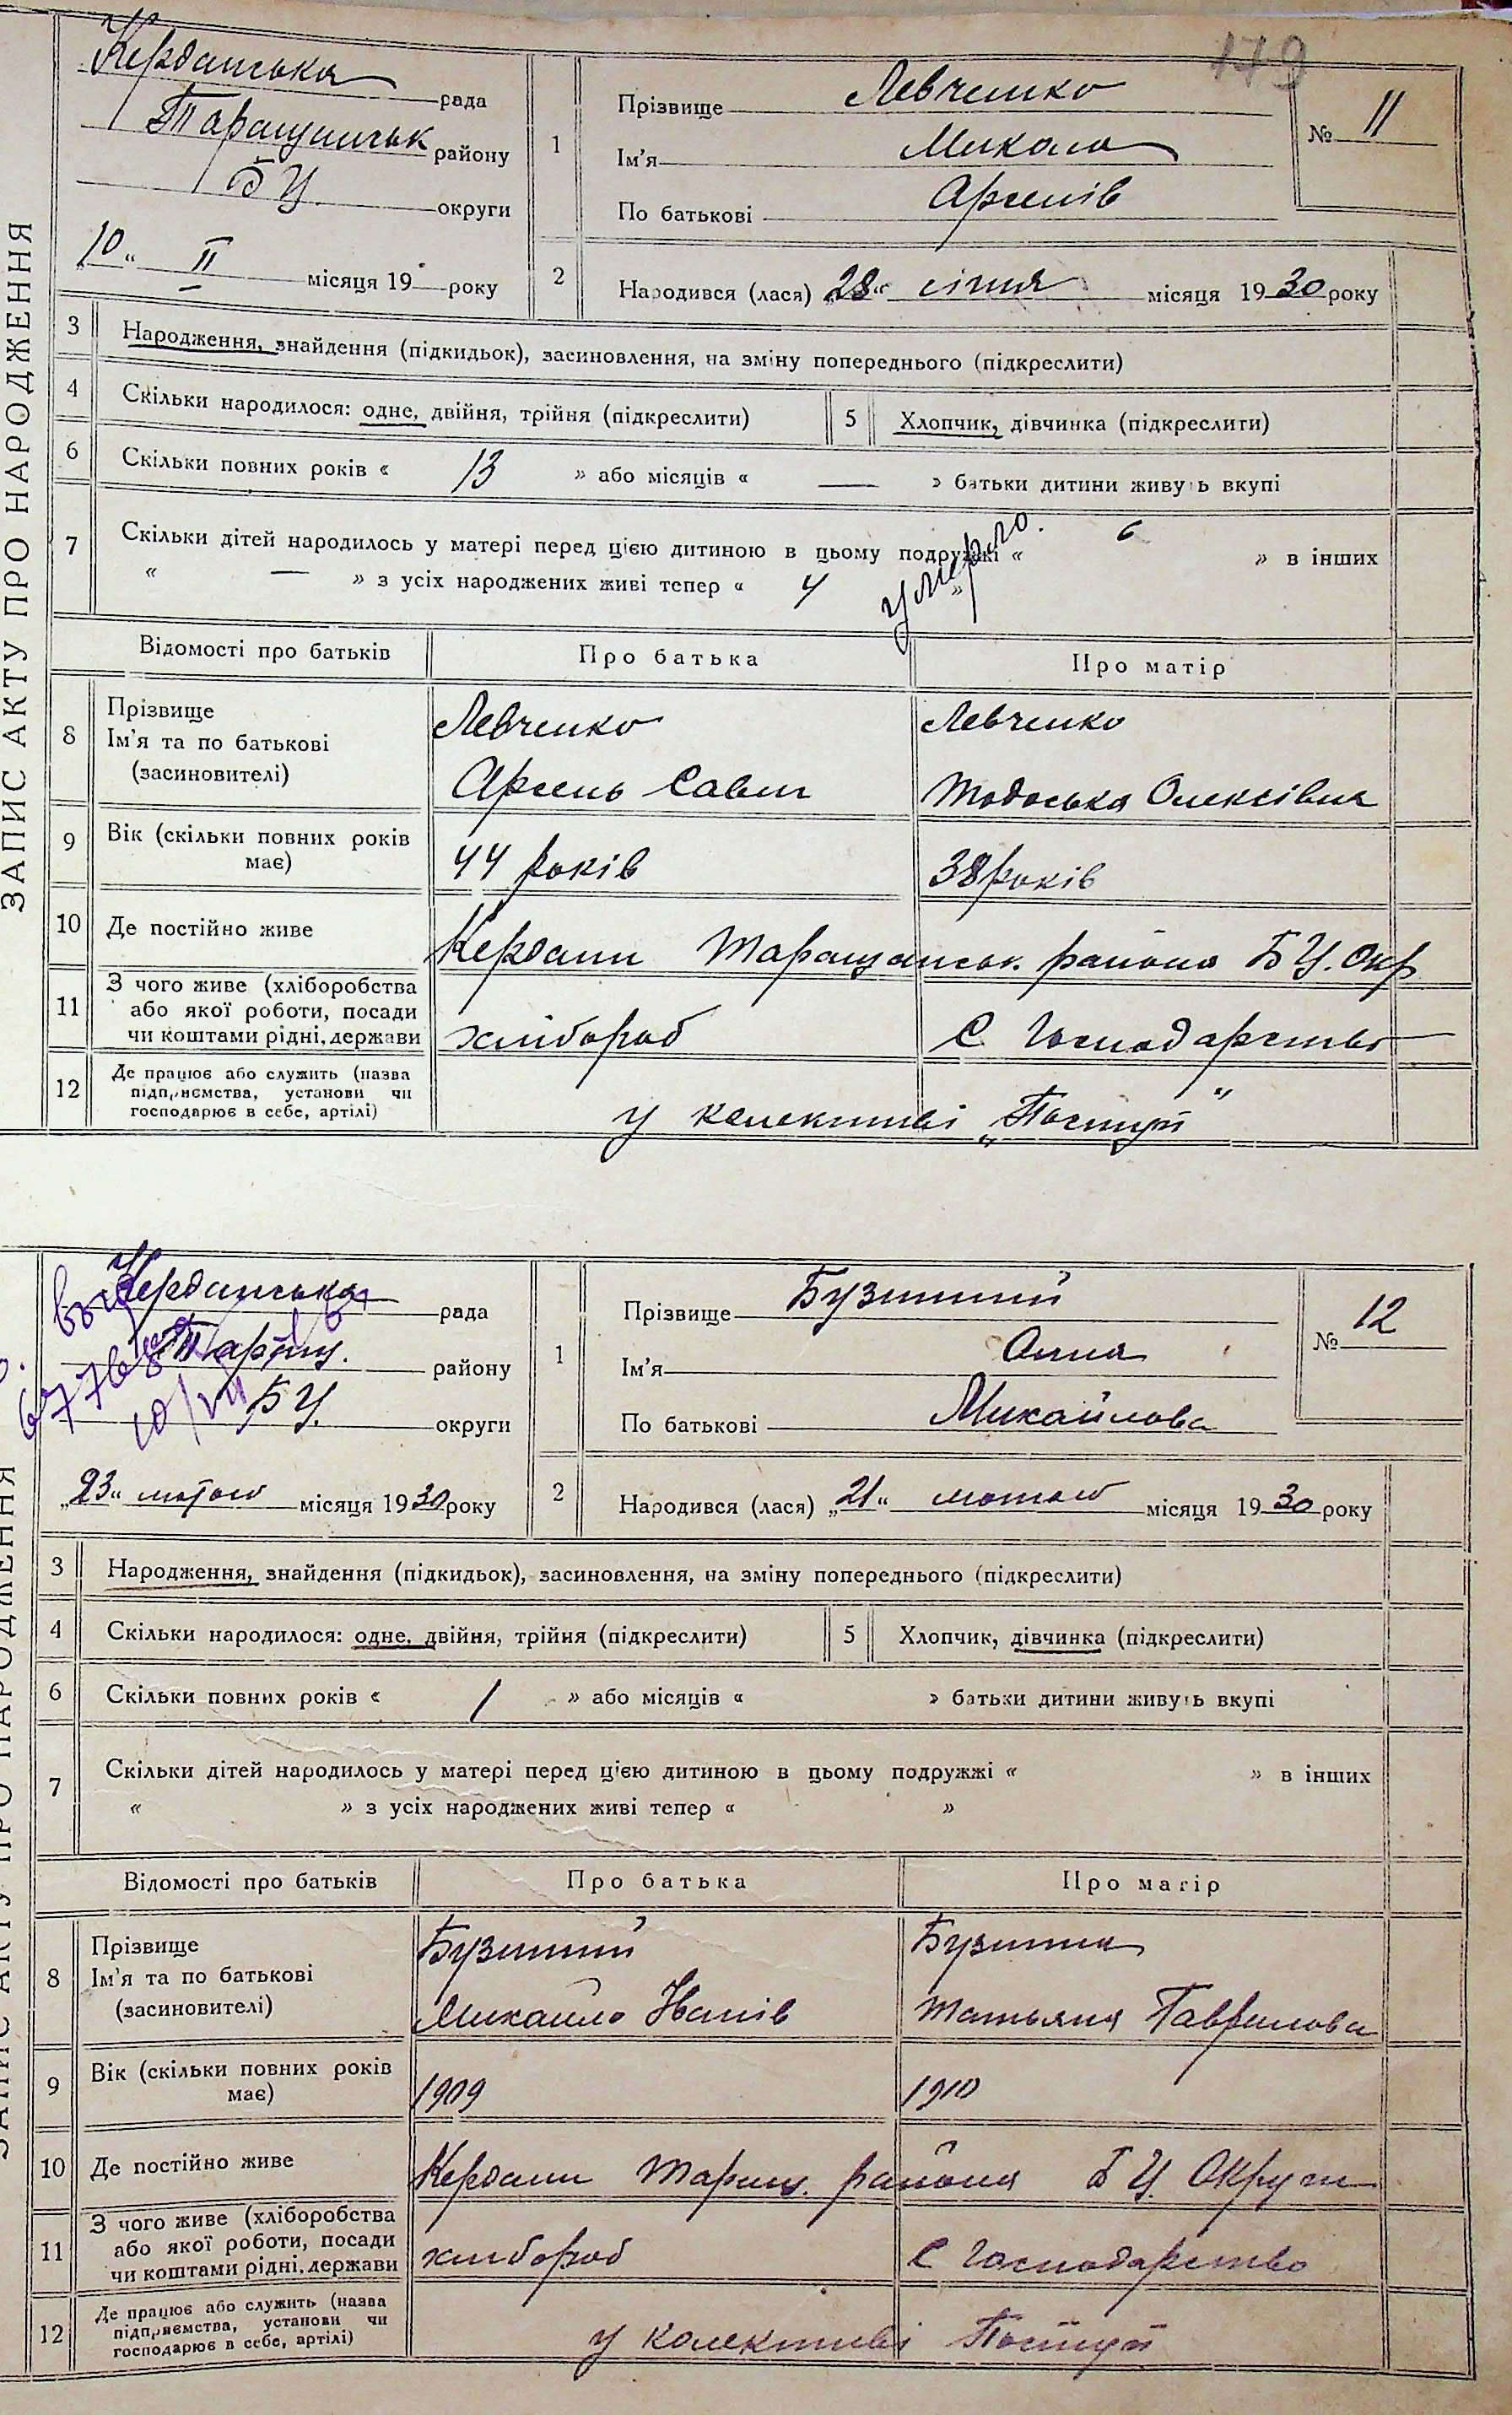 179
ЗАПИС АКТУ ПРО НАРОДЖЕННЯ
Кердатська рада
Таращанськ району
БЦ. округи
10 " II місяця 19 року
1
Прізвище Левченко
Ім'я Микола
По батькові Арсенів
№ 11
2
Народився (лася) „28" січня місяця 1930 року
3 Народження, знайдення (підкидьок), засиновлення, на зміну попереднього (підкреслити)
4 Скільки народилося: одне, двійня, трійня (підкреслити)
5 Хлопчик, дівчинка (підкреслити)
6 Скільки повних років « 13 » або місяців « — » батьки дитини живуть вкупі
7 Скільки дітей народилось у матері перед цією дитиною в цьому подружжі « 6 » в інших
« — » з усіх народжених живі тепер « 4 »
умерло.
Відомості про батьків Про батька Про матір
8 Прізвище
Ім'я та по батькові
(засиновителі)
Левченко Левченко
Арсень Савич Тодоська Олексівна
9 Вік (скільки повних років
має)
44 років 38 років
10 Де постійно живе
Кердани Таращанськ. района БЦ. Окр
11 З чого живе (хліборобства
або якої роботи, посади
чи коштами рідні, держави
хлібороб С. Господарство
12 Де працює або служить (назва
підприємства, установи чи
господарює в себе, артілі)
у колективі „Поступ"
ЗАПИС АКТУ ПРО НАРОДЖЕННЯ
Кердатська рада
Таращ. району
БЦ. округи
„23" лютого місяця 1930 року
1
Прізвище Бузинний
Ім'я Анна
По батькові Михайлова
№ 12
2
Народився (лася) „21" лютого місяця 1930 року
3 Народження, знайдення (підкидьок), засиновлення, на зміну попереднього (підкреслити)
4 Скільки народилося: одне, двійня, трійня (підкреслити)
5 Хлопчик, дівчинка (підкреслити)
6 Скільки повних років « 1 » або місяців « » батьки дитини живуть вкупі
7 Скільки дітей народилось у матері перед цією дитиною в цьому подружжі « » в інших
« » з усіх народжених живі тепер « »
Відомості про батьків Про батька Про матір
8 Прізвище
Ім'я та по батькові
(засиновителі)
Бузинний Бузинна
Михайло Иванів Татьяна Гаврилова
9 Вік (скільки повних років
має)
1909 1910
10 Де постійно живе
Кердани Таращ. района БЦ. Округи
11 З чого живе (хліборобства
або якої роботи, посади
чи коштами рідні, держави
хлібороб С Господарство
12 Де працює або служить (назва
підприємства, установи чи
господарює в себе, артілі)
у колективі Поступ